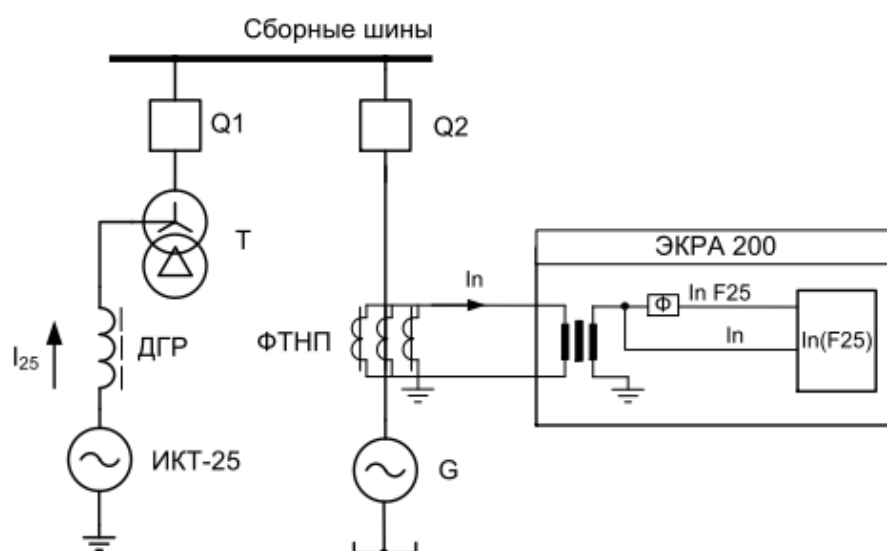 Сборные шины
Q1
Q2
T
ЭКРА 200
In
In F25
Ф
In
In(F25)
ФТНП
I25
ДГР
ИКТ-25
G